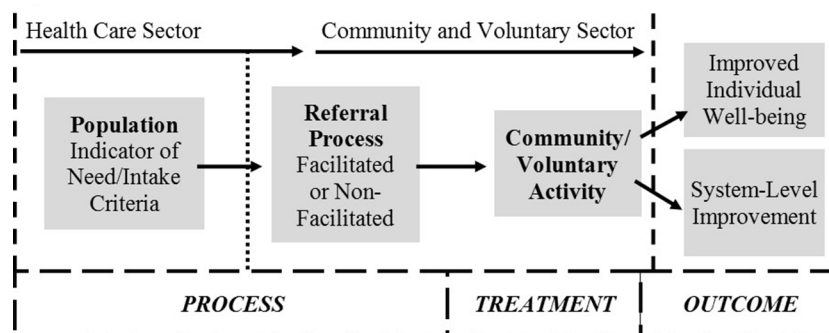 Health Care Sector
Community and Voluntary Sector
Population
Indicator of
Need/Intake
Criteria
Referral
Process
Facilitated
or Non-
Facilitated
Community/
Voluntary
Activity
Improved
Individual
Well-being
System-Level
Improvement
PROCESS
TREATMENT
OUTCOME